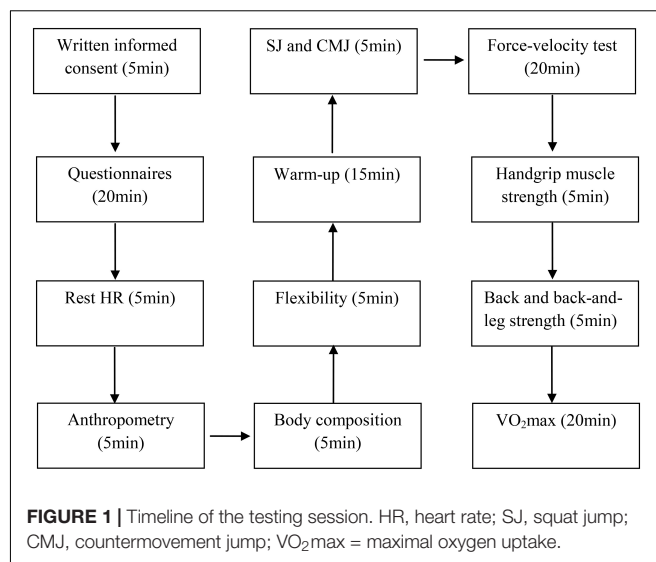 Written informed
consent (5min)
Questionnaires
(20min)
Rest HR (5min)
Anthropometry
(5min)
Body composition
(5min)
Flexibility (5min)
Warm-up (15min)
SJ and CMJ (5min)
Force-velocity test
(20min)
Handgrip muscle
strength (5min)
Back and back-and-
leg strength (5min)
VO₂max (20min)
FIGURE 1 | Timeline of the testing session. HR, heart rate; SJ, squat jump;
CMJ, countermovement jump; VO₂max = maximal oxygen uptake.